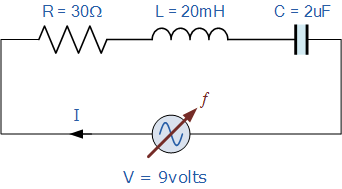 R = 30Ω L = 20mH C = 2uF
I
f
V = 9volts